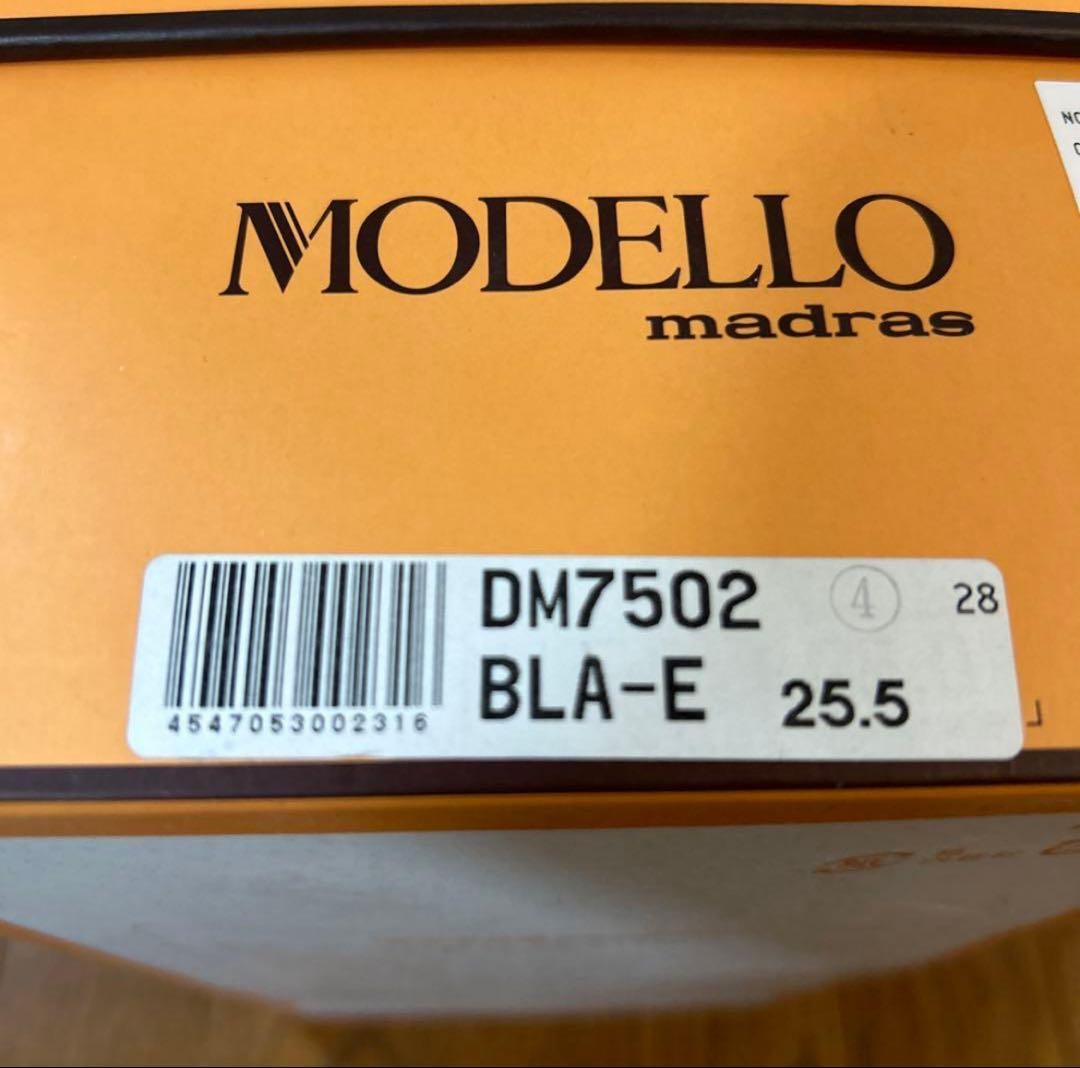 MODELLO
madras
DM7502 ④ 28
BLA-E 25.5
4547053002316